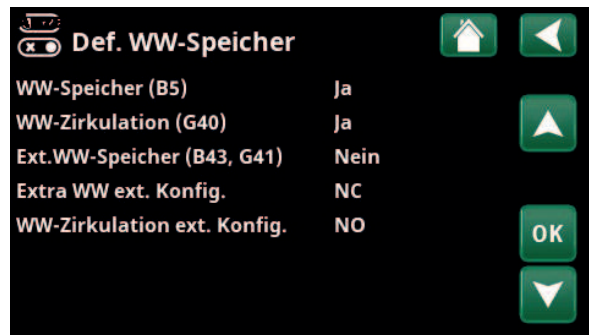 Def. WW-Speicher
WW-Speicher (B5) Ja
WW-Zirkulation (G40) Ja
Ext.WW-Speicher (B43, G41) Nein
Extra WW ext. Konfig. NC
WW-Zirkulation ext. Konfig. NO
OK